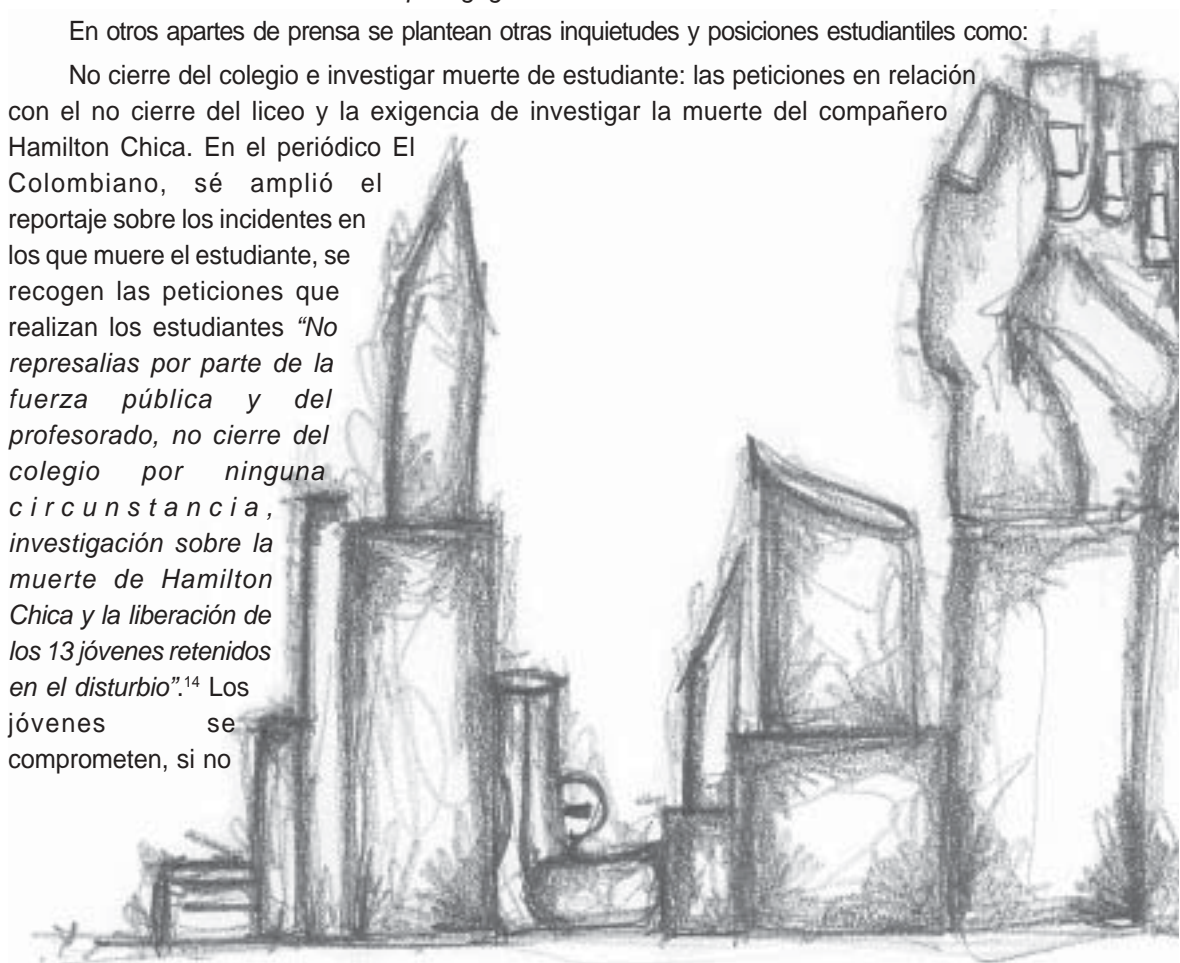 En otros apartes de prensa se plantean otras inquietudes y posiciones estudiantiles como:
No cierre del colegio e investigar muerte de estudiante: las peticiones en relación
con el no cierre del liceo y la exigencia de investigar la muerte del compañero
Hamilton Chica. En el periódico El
Colombiano, sé amplió el
reportaje sobre los incidentes en
los que muere el estudiante, se
recogen las peticiones que
realizan los estudiantes “No
represalias por parte de la
fuerza pública y del
profesorado, no cierre del
colegio por ninguna
circunstancia,
investigación sobre la
muerte de Hamilton
Chica y la liberación de
los 13 jóvenes retenidos
en el disturbio”.14 Los
jóvenes se
comprometen, si no